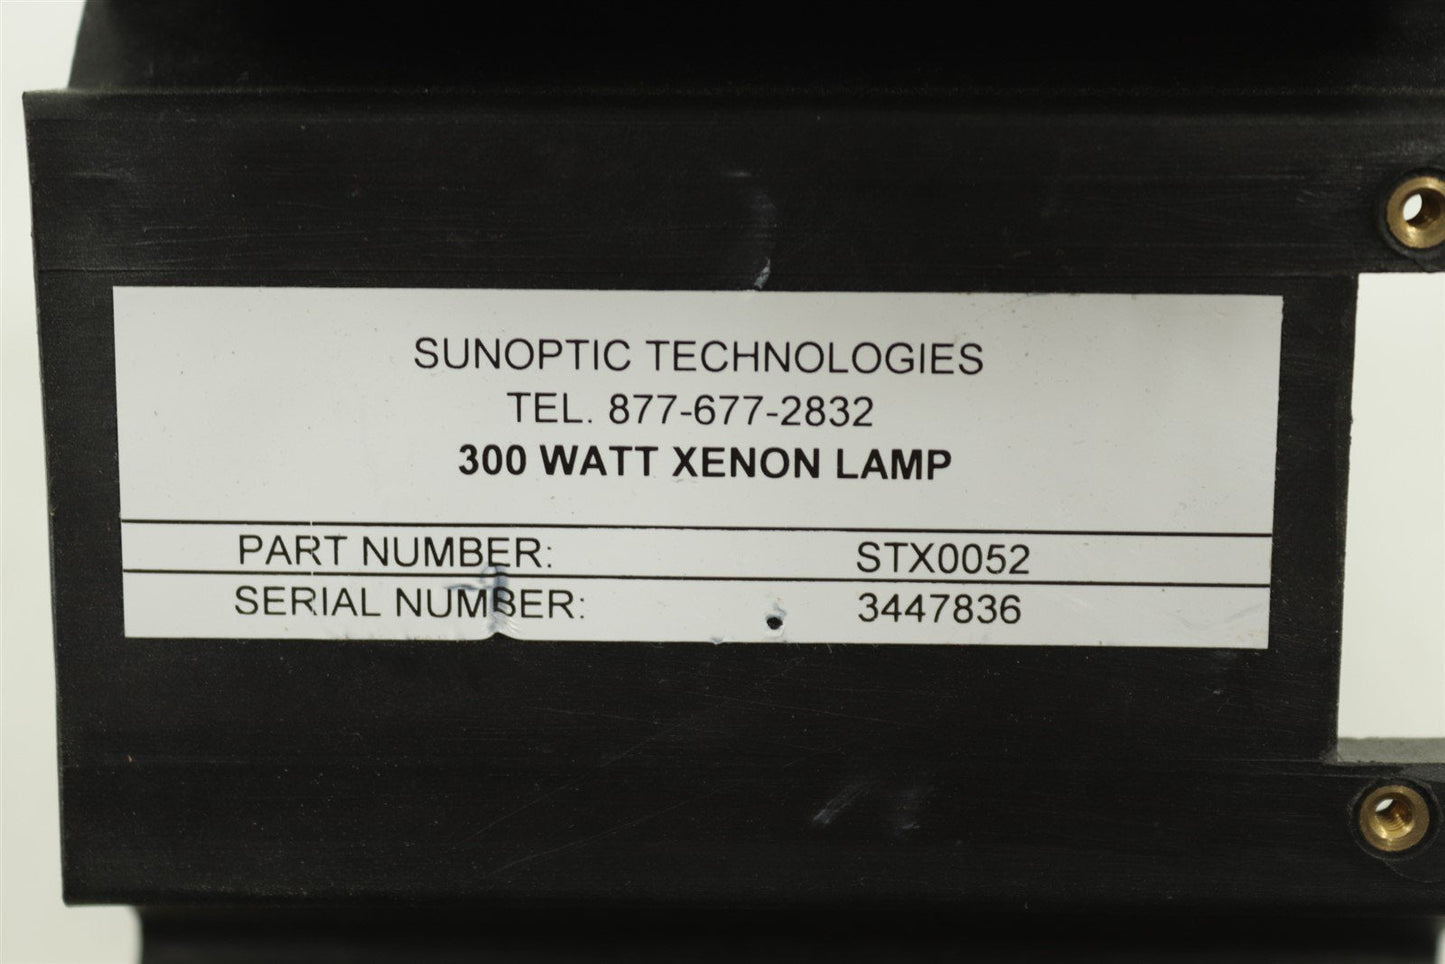 SUNOPTIC TECHNOLOGIES
TEL. 877-677-2832
300 WATT XENON LAMP
PART NUMBER: STX0052
SERIAL NUMBER: 3447836